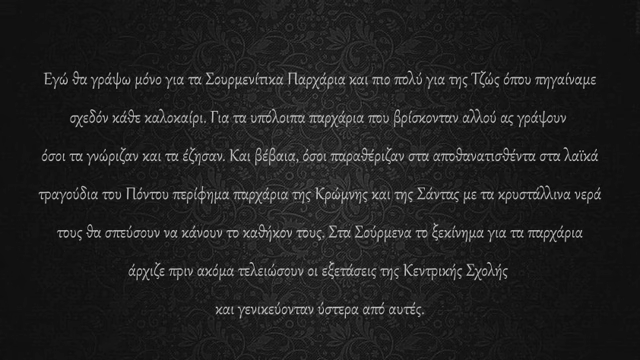 Εγώ θα γράψω μόνο για τα Σουρμενίτικα Παρχάρια και πιο πολύ για της Τζώς όπου πηγαίναμε
σχεδόν κάθε καλοκαίρι. Για τα υπόλοιπα παρχάρια που βρίσκονταν αλλού ας γράψουν
όσοι τα γνώριζαν και τα έζησαν. Και βέβαια, όσοι παραθέριζαν στα αποθανατισθέντα στα λαϊκά
τραγούδια του Πόντου περίφημα παρχάρια της Κρώμνης και της Σάντας με τα κρυστάλλινα νερά
τους θα σπεύσουν να κάνουν το καθήκον τους. Στα Σούρμενα το ξεκίνημα για τα παρχάρια
άρχιζε πριν ακόμα τελειώσουν οι εξετάσεις της Κεντρικής Σχολής
και γενικεύονταν ύστερα από αυτές.